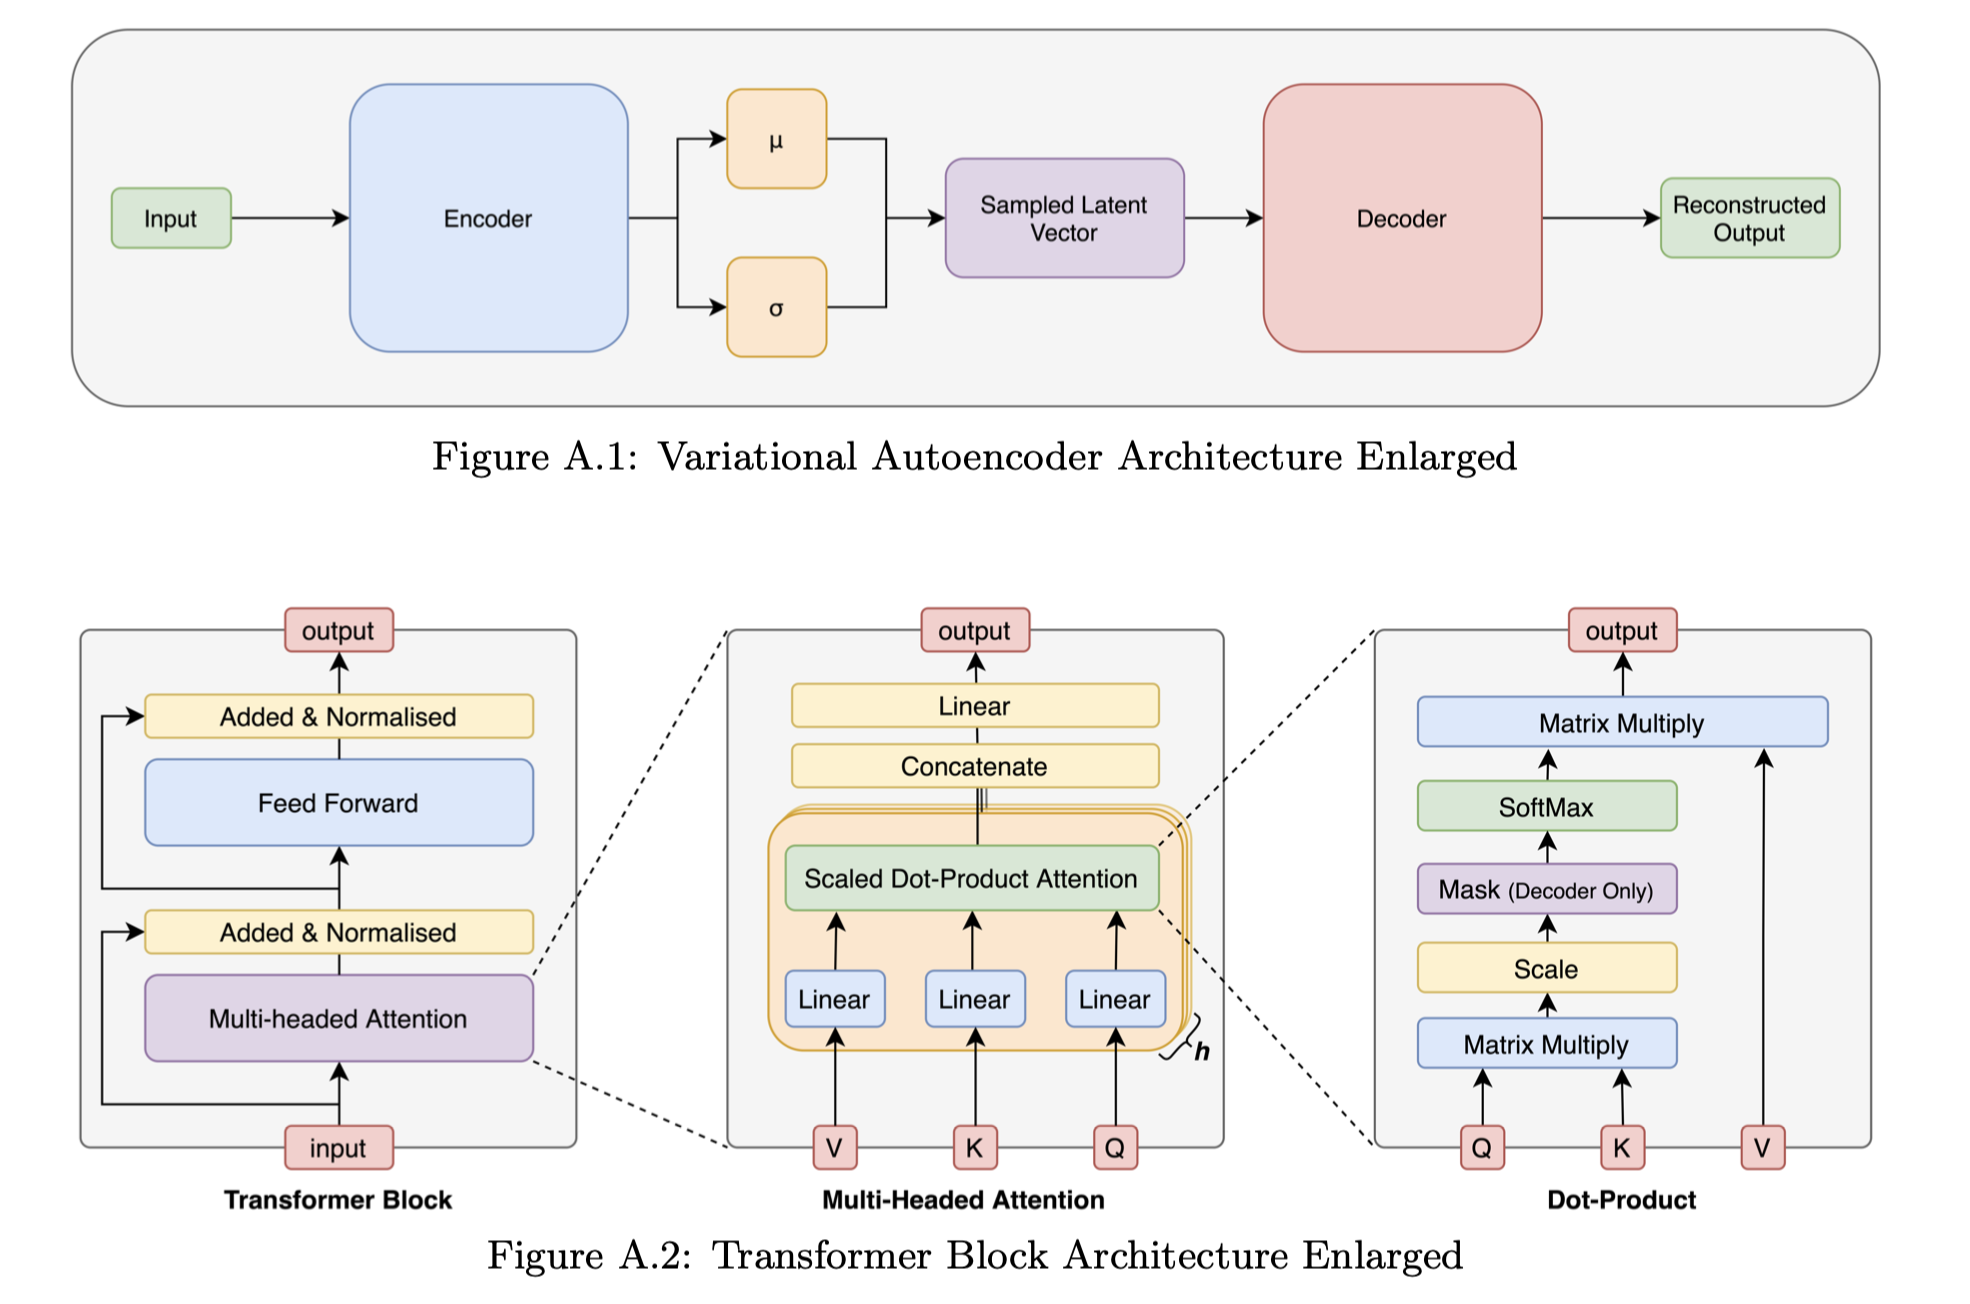 Input
Encoder
μ
σ
Sampled Latent
Vector
Decoder
Reconstructed
Output
Figure A.1: Variational Autoencoder Architecture Enlarged
output
Added & Normalised
Feed Forward
Added & Normalised
Multi-headed Attention
input
Transformer Block
output
Linear
Concatenate
Scaled Dot-Product Attention
Linear Linear Linear
h
V K Q
Multi-Headed Attention
output
Matrix Multiply
SoftMax
Mask (Decoder Only)
Scale
Matrix Multiply
Q K V
Dot-Product
Figure A.2: Transformer Block Architecture Enlarged